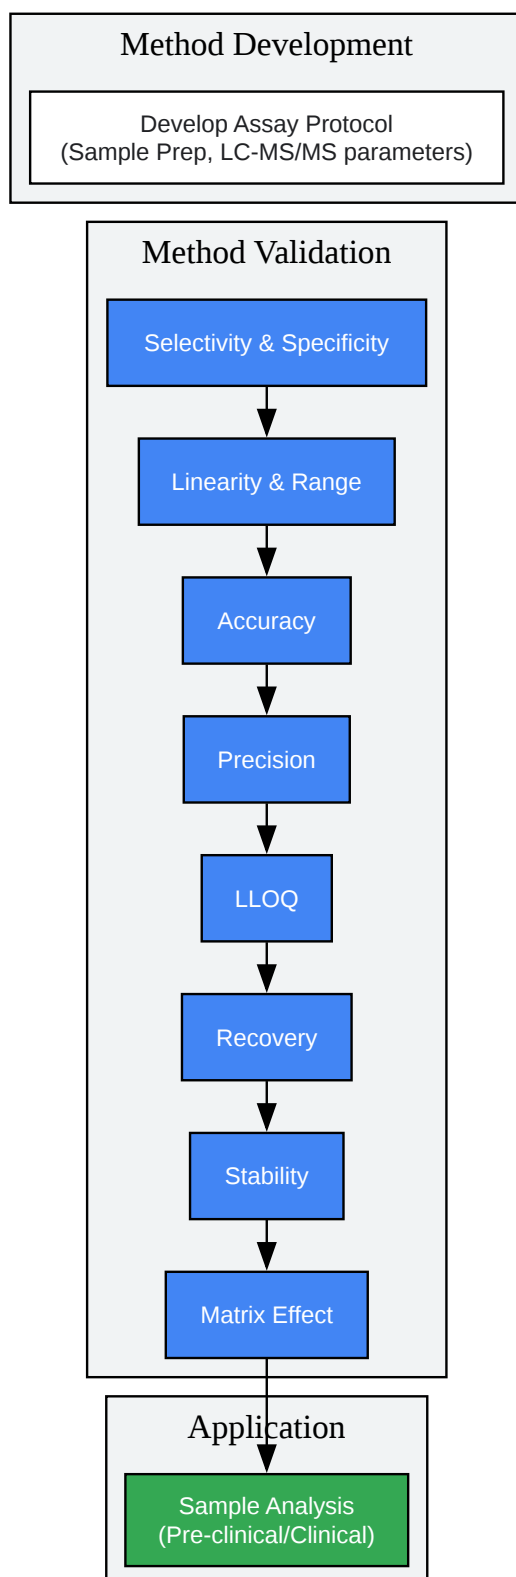 Method Development
Develop Assay Protocol
(Sample Prep, LC-MS/MS parameters)
Method Validation
Selectivity & Specificity
Linearity & Range
Accuracy
Precision
LLOQ
Recovery
Stability
Matrix Effect
Application
Sample Analysis
(Pre-clinical/Clinical)